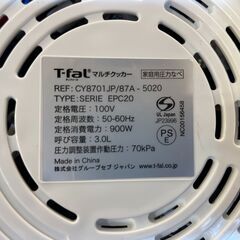 T-fal マルチクッカー 家庭用圧力なべ
REF: CY8701JP/87A - 5020
TYPE: SERIE EPC20
定格電圧：100V
定格周波数：50-60Hz
定格消費電力：900W
呼び容量：3.0L
圧力調整装置作動圧力：70kPa
Made in China
株式会社 グループセブ ジャパン www.t-fal.co.jp
UL Japan
JP23998
PS
E
NC00156458